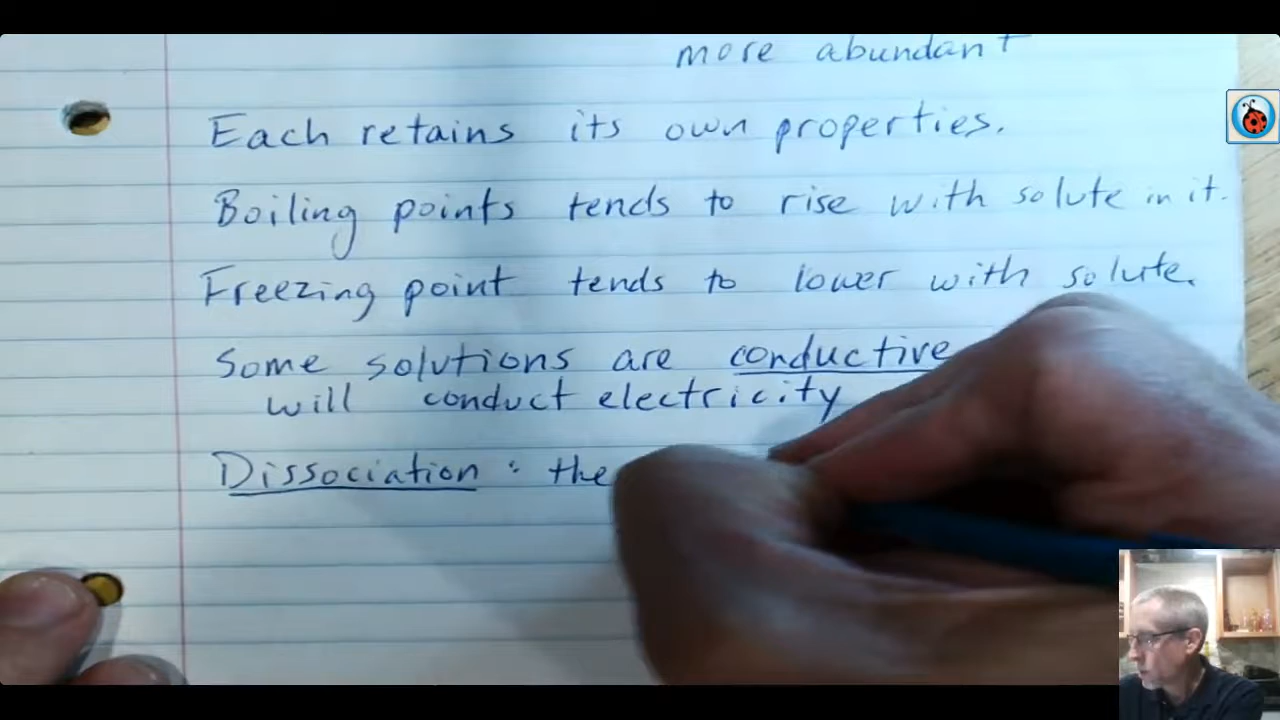 more abundant
Each retains its own properties.
Boiling points tends to rise with solute in it.
Freezing point tends to lower with solute.
Some solutions are conductive
will conduct electricity
Dissociation: the